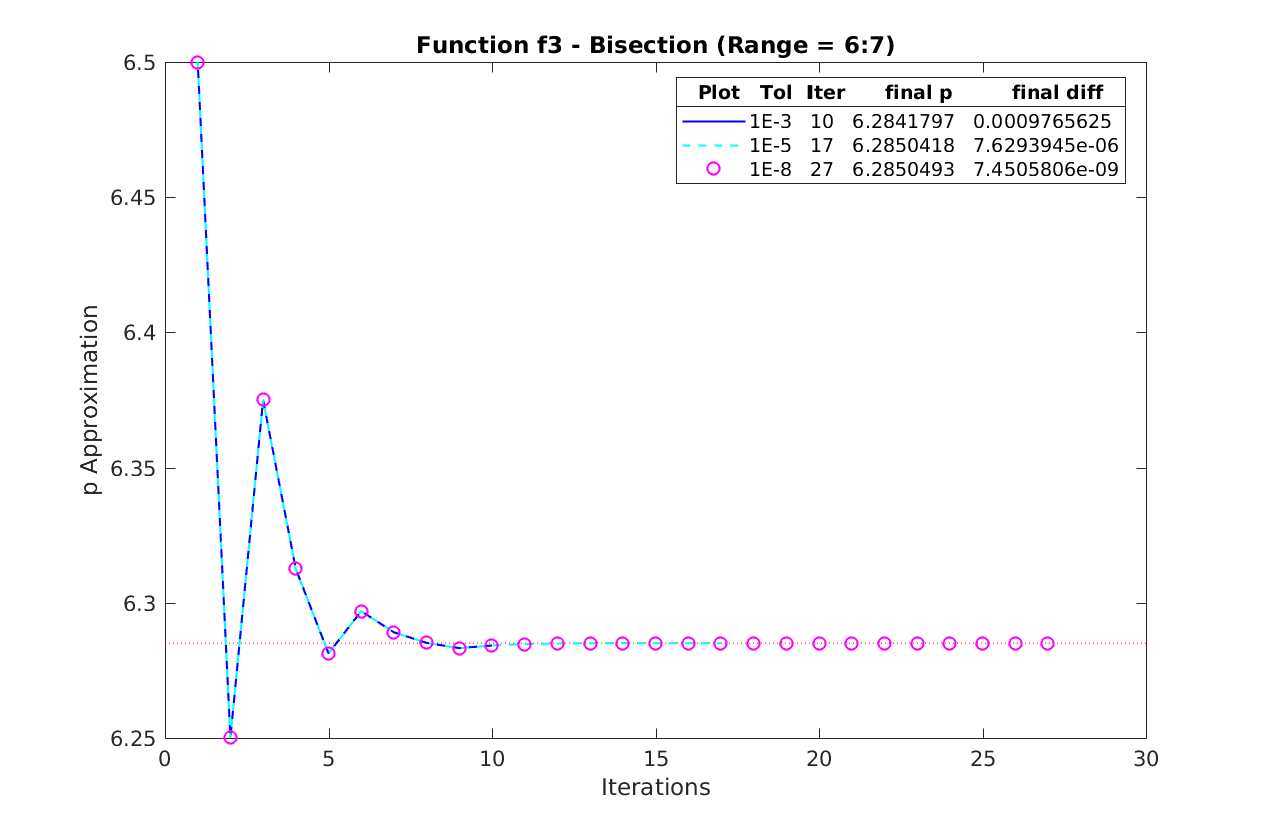 Function f3 - Bisection (Range = 6:7)
Plot Tol Iter final p final diff
1E-3 10 6.2841797 0.0009765625
1E-5 17 6.2850418 7.6293945e-06
1E-8 27 6.2850493 7.4505806e-09
6.5
6.45
6.4
6.35
6.3
6.25
p Approximation
0 5 10 15 20 25 30
Iterations